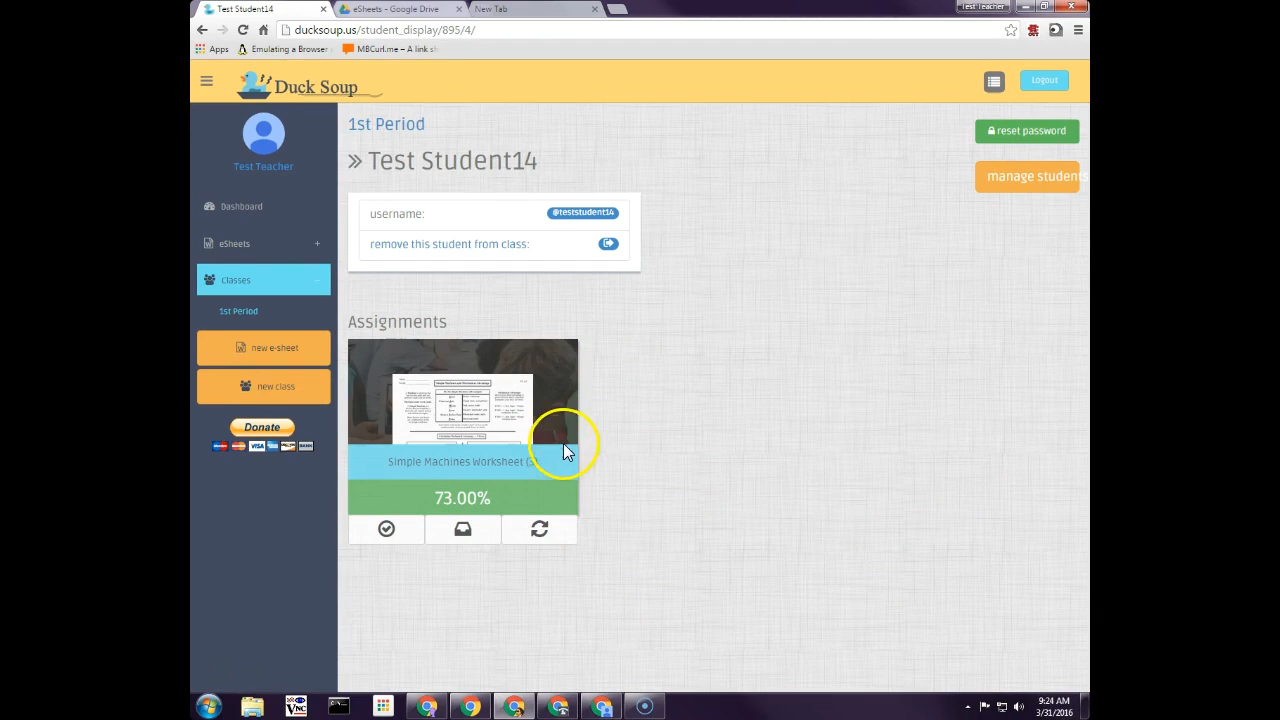 Test Student14
eSheets - Google Drive
New Tab
Test Teacher
ducksoup.us/student_display/895/4/
Apps
Emulating a Browser
MBCurl.me – A link sh
Duck Soup
Logout
Test Teacher
Dashboard
eSheets
Classes
1st Period
new e-sheet
new class
Donate
VISA
1st Period
» Test Student14
reset password
manage students
username:
@teststudent14
remove this student from class:
Assignments
Simple Machines Worksheet
73.00%
9:24 AM
3/31/2016